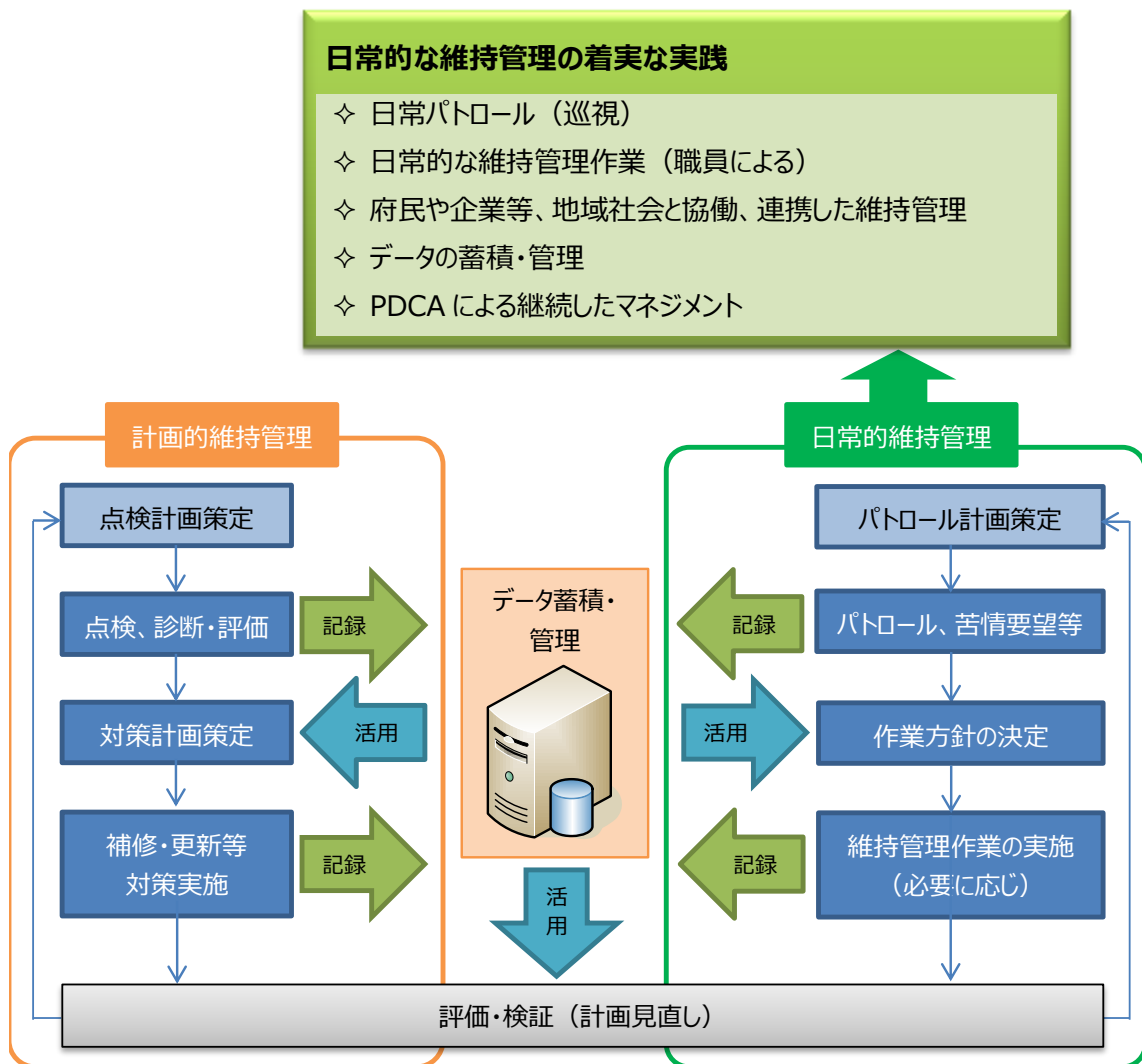 日常的な維持管理の着実な実践
✧ 日常パトロール（巡視）
✧ 日常的な維持管理作業（職員による）
✧ 府民や企業等、地域社会と協働、連携した維持管理
✧ データの蓄積・管理
✧ PDCA による継続したマネジメント
計画的維持管理
点検計画策定
点検、診断・評価
記録
対策計画策定
活用
補修・更新等
対策実施
記録
データ蓄積・
管理
活
用
日常的維持管理
パトロール計画策定
記録
パトロール、苦情要望等
活用
作業方針の決定
記録
維持管理作業の実施
（必要に応じ）
評価・検証（計画見直し）